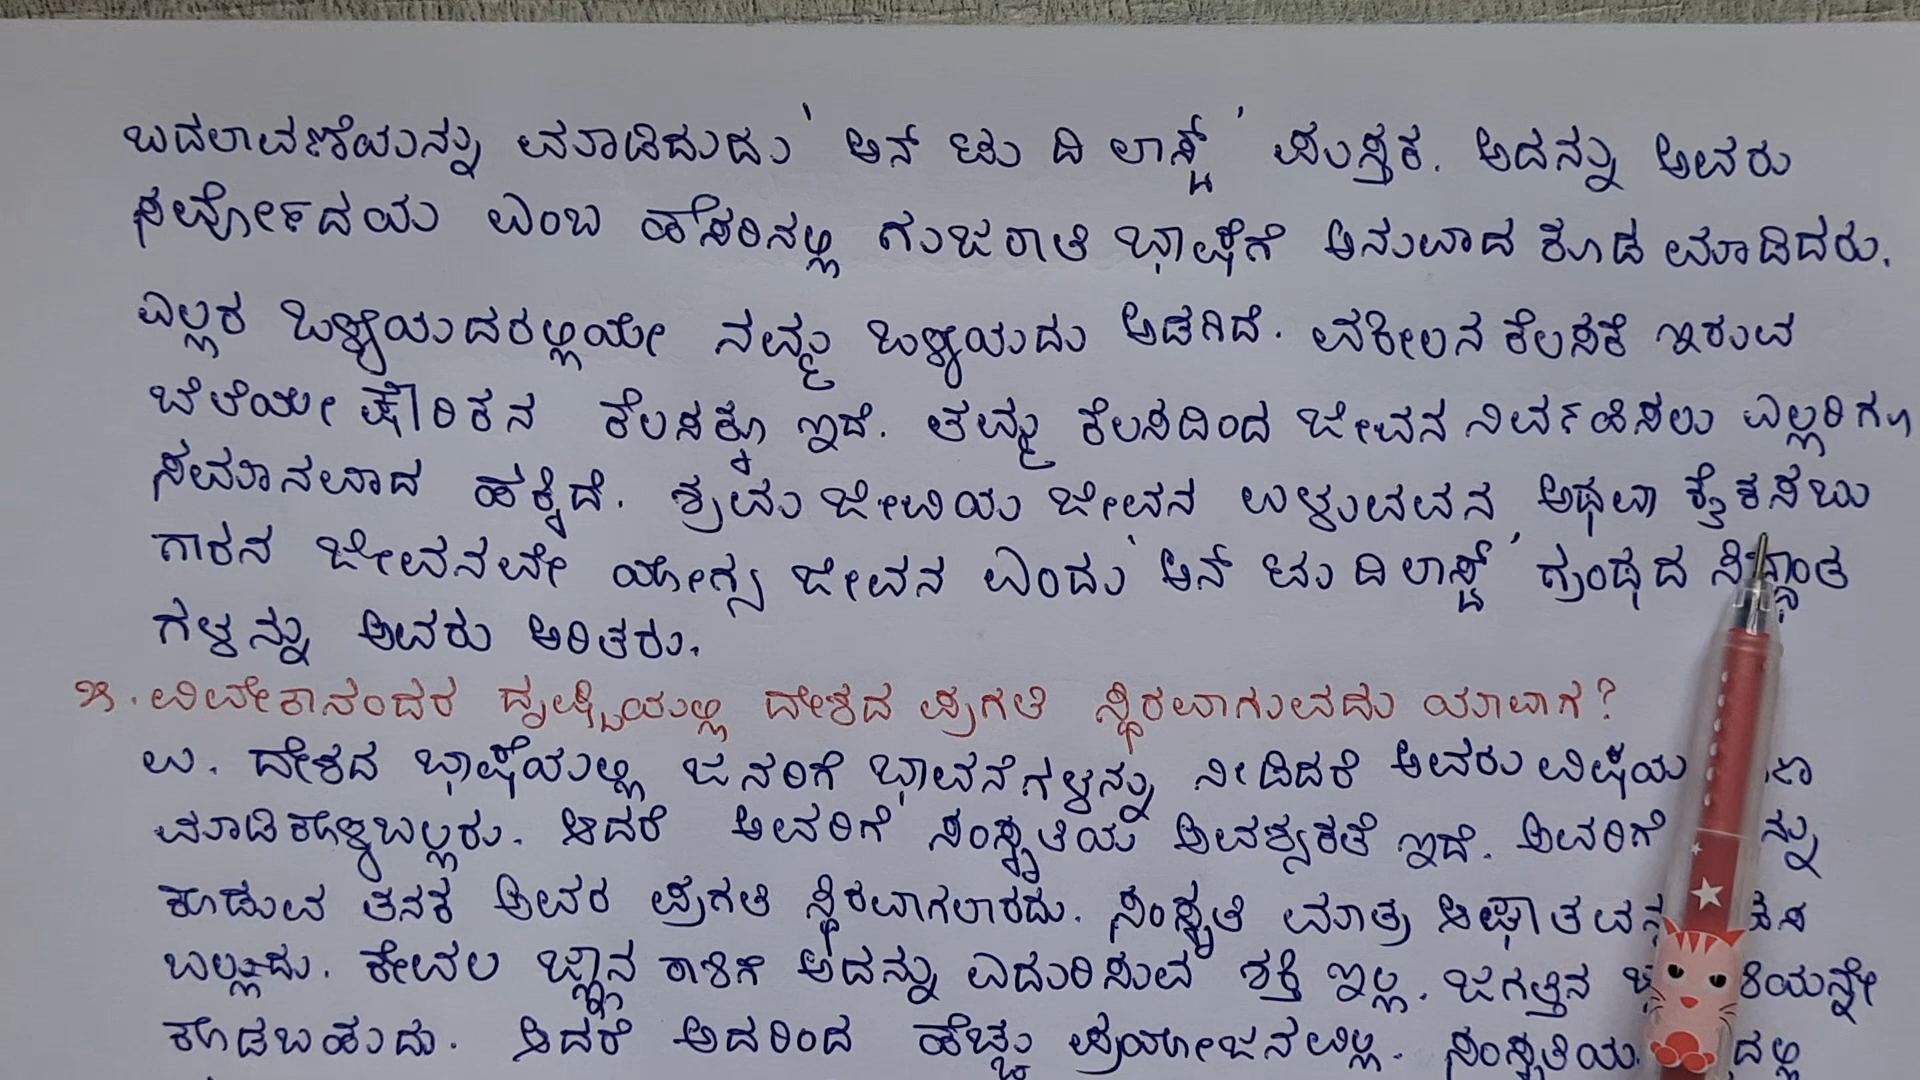 ಬದಲಾವಣೆಯನ್ನು ಮಾಡಿದುದು 'ಅನ್ ಟು ದಿ ಲಾಸ್ಟ್' ಪುಸ್ತಕ. ಅದನ್ನು ಅವರು
ಸರ್ವೋದಯ ಎಂಬ ಹೆಸರಿನಲ್ಲಿ ಗುಜರಾತಿ ಭಾಷೆಗೆ ಅನುವಾದ ಕೂಡ ಮಾಡಿದರು.
ಎಲ್ಲರ ಒಳ್ಳೆಯದರಲ್ಲಿಯೇ ನಮ್ಮ ಒಳ್ಳೆಯದು ಅಡಗಿದೆ. ವಕೀಲನ ಕೆಲಸಕೆ ಇರುವ
ಬೆಲೆಯೇ ಕ್ಷೌರಿಕನ ಕೆಲಸಕ್ಕೂ ಇದೆ. ತಮ್ಮ ಕೆಲಸದಿಂದ ಜೀವನ ನಿರ್ವಹಿಸಲು ಎಲ್ಲರಿಗೂ
ಸಮಾನವಾದ ಹಕ್ಕಿದೆ. ಶ್ರಮ ಜೀವಿಯ ಜೀವನ ಉಳುವವನ ಅಥವಾ ಕೈಕಸಬು
ಗಾರನ ಜೀವನವೇ ಯೋಗ್ಯ ಜೀವನ ಎಂದು 'ಅನ್ ಟು ದಿ ಲಾಸ್ಟ್' ಗ್ರಂಥದ ಸಿದ್ಧಾಂತ
ಗಳನ್ನು ಅವರು ಅರಿತರು.
೫. ವಿವೇಕಾನಂದರ ದೃಷ್ಟಿಯಲ್ಲಿ ದೇಶದ ಪ್ರಗತಿ ಸ್ಥಿರವಾಗುವುದು ಯಾವಾಗ?
ಉ. ದೇಶದ ಭಾಷೆಯಲ್ಲಿ ಜನರಿಗೆ ಭಾವನೆಗಳನ್ನು ನೀಡಿದರೆ ಅವರು ವಿಷಯ
ಮಾಡಿಕೊಳ್ಳಬಲ್ಲರು. ಆದರೆ ಅವರಿಗೆ ಸಂಸ್ಕೃತಿಯ ಅವಶ್ಯಕತೆ ಇದೆ. ಅವರಿಗೆ
ಕೊಡುವ ತನಕ ಅವರ ಪ್ರಗತಿ ಸ್ಥಿರವಾಗಲಾರದು. ಸಂಸ್ಕೃತಿ ಮಾತ್ರ ಆಘಾತವನ್ನ
ಬಲ್ಲುದು. ಕೇವಲ ಜ್ಞಾನ ರಾಶಿಗೆ ಅದನ್ನು ಎದುರಿಸುವ ಶಕ್ತಿ ಇಲ್ಲ. ಜಗತ್ತಿನ
ಕೊಡಬಹುದು. ಆದರೆ ಅದರಿಂದ ಹೆಚ್ಚು ಪ್ರಯೋಜನವಿಲ್ಲ. ಸಂಸ್ಕೃತಿಯ